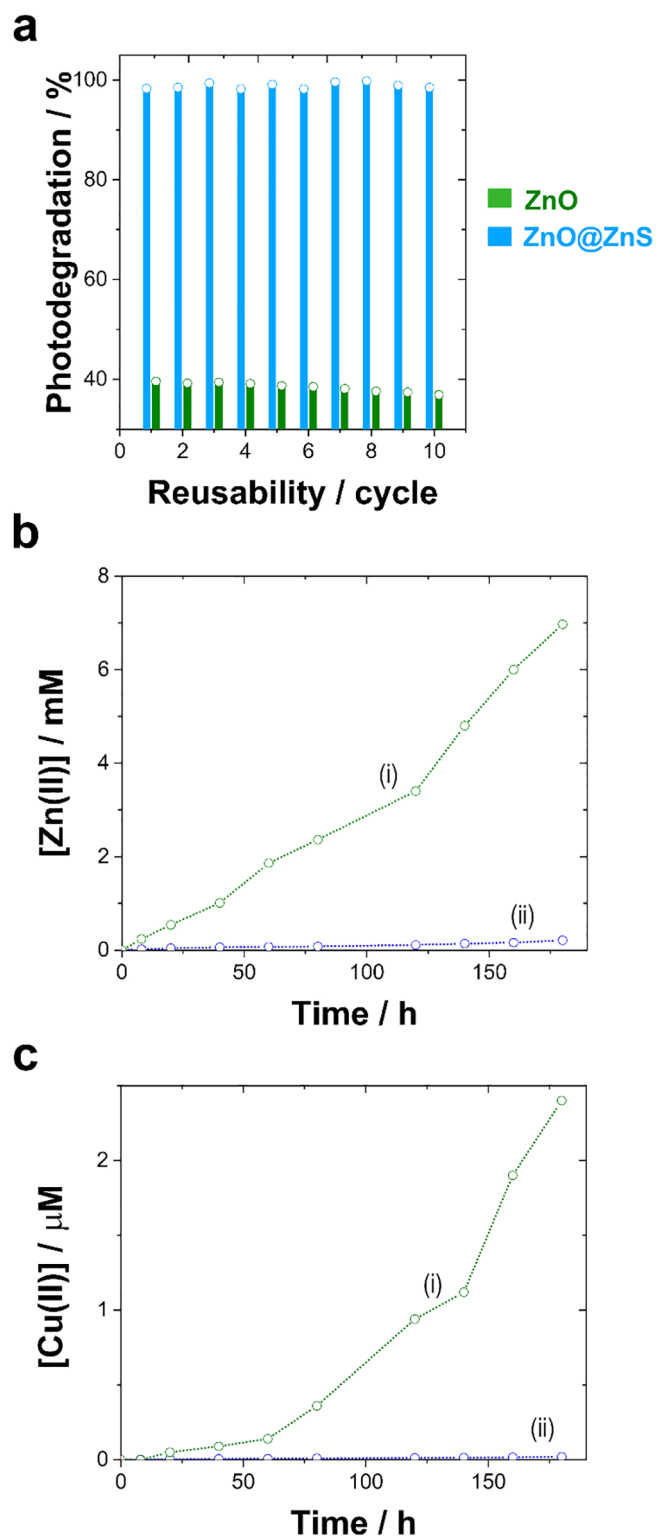 a
Photodegradation / %
100
80
60
40
0 2 4 6 8 10
Reusability / cycle
ZnO
ZnO@ZnS
b
[Zn(II)] / mM
8
6
4
2
0
(i)
(ii)
0 50 100 150
Time / h
c
[Cu(II)] / μM
2
1
0
(i)
(ii)
0 50 100 150
Time / h